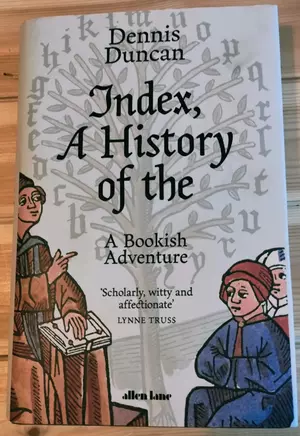 Dennis
Duncan
Index,
A History
of the
A Bookish
Adventure
'Scholarly, witty and
affectionate'
LYNNE TRUSS
allen lane